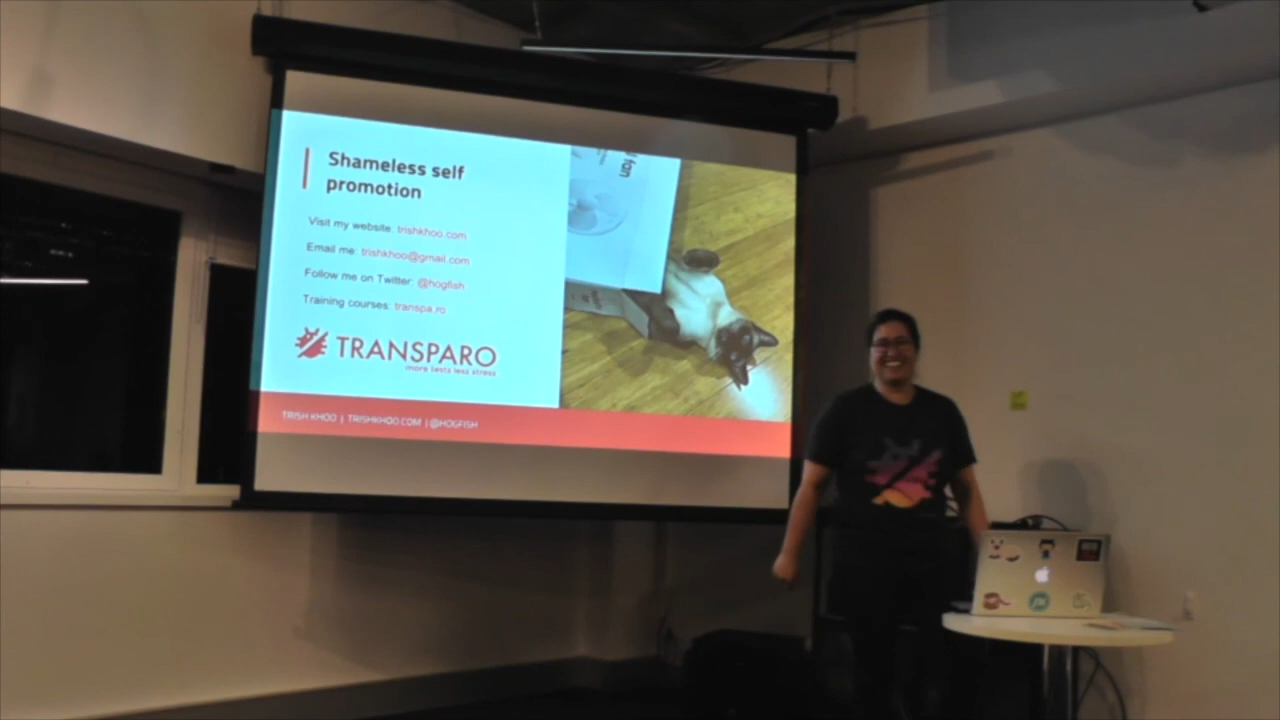 Shameless self
promotion
Visit my website: trishkhoo.com
Email me: trishkhoo@gmail.com
Follow me on Twitter: @hogfish
Training courses: transpa.ro
TRANSPARO
more tests less stress
TRISH KHOO | TRISHKHOO.COM | @HOGFISH
fan